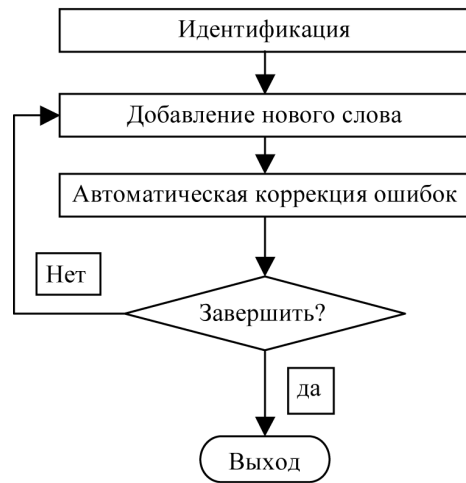 Идентификация
Добавление нового слова
Автоматическая коррекция ошибок
Нет
Завершить?
да
Выход